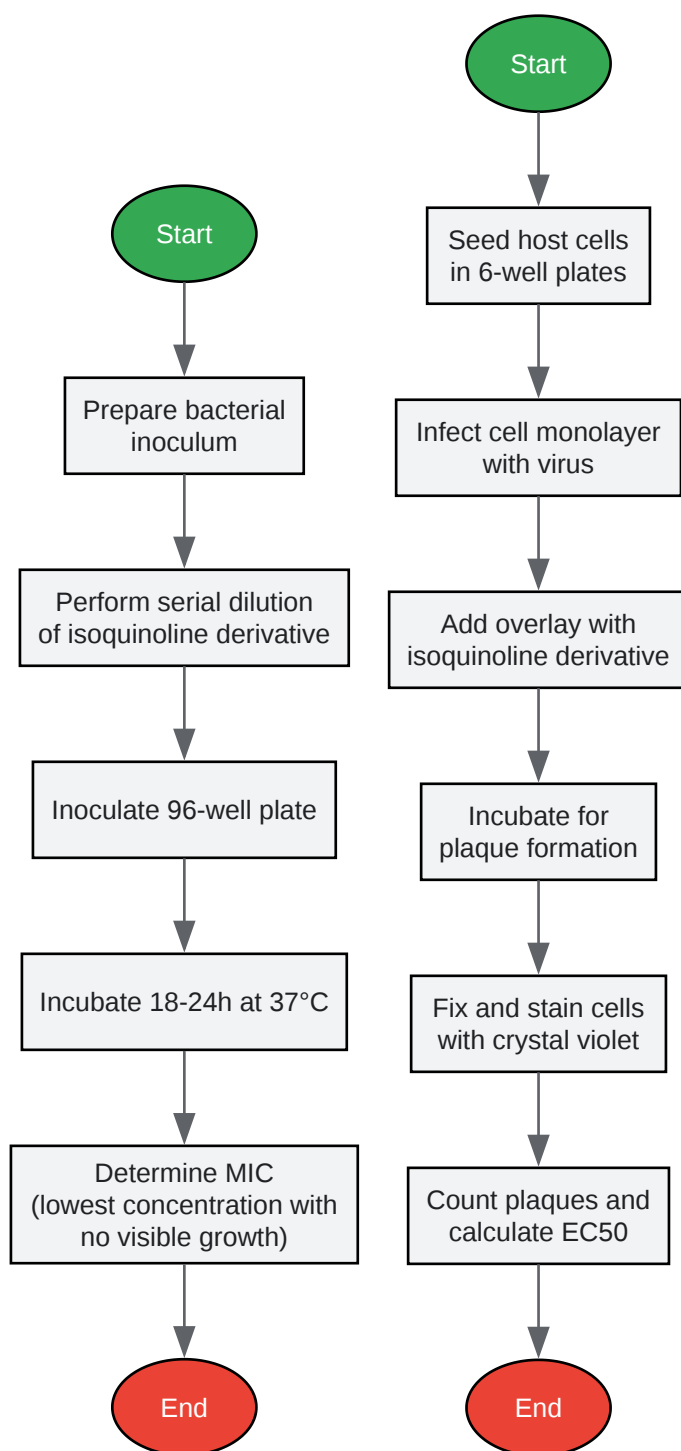 Start
Prepare bacterial
inoculum
Perform serial dilution
of isoquinoline derivative
Inoculate 96-well plate
Incubate 18-24h at 37°C
Determine MIC
(lowest concentration with
no visible growth)
End
Start
Seed host cells
in 6-well plates
Infect cell monolayer
with virus
Add overlay with
isoquinoline derivative
Incubate for
plaque formation
Fix and stain cells
with crystal violet
Count plaques and
calculate EC50
End